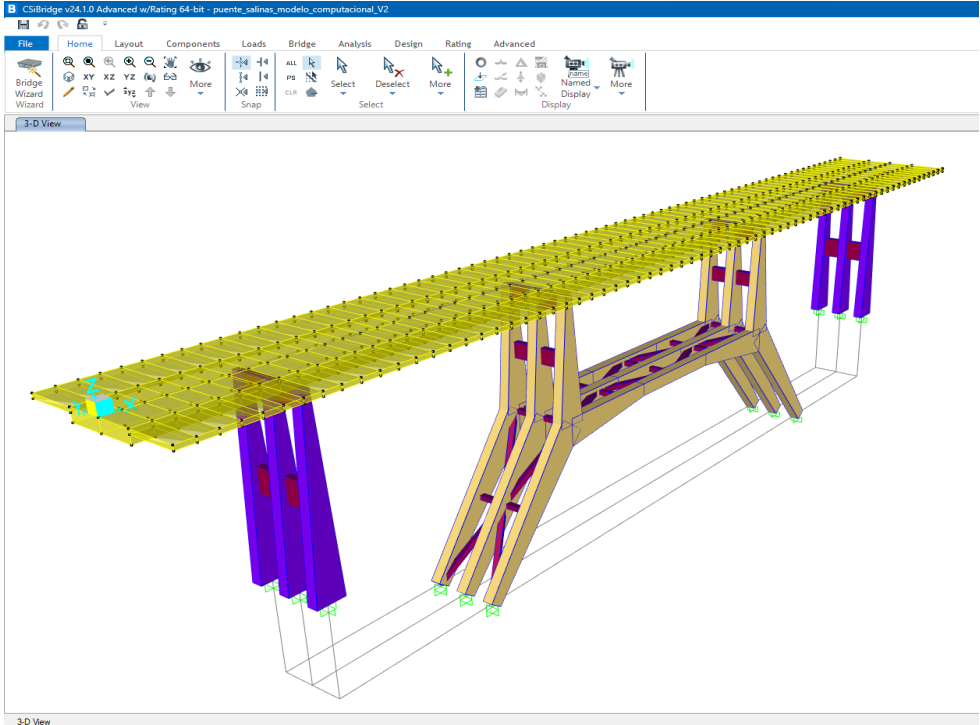 B CSiBridge v24.1.0 Advanced w/Rating 64-bit - puente_salinas_modelo_computacional_V2
File Home Layout Components Loads Bridge Analysis Design Rating Advanced
ALL
XY XZ YZ PS name
CLR
Bridge Wizard More Select Deselect More Named Display More
Wizard View Snap Select Display
3-D View
Z
Y
3-D View